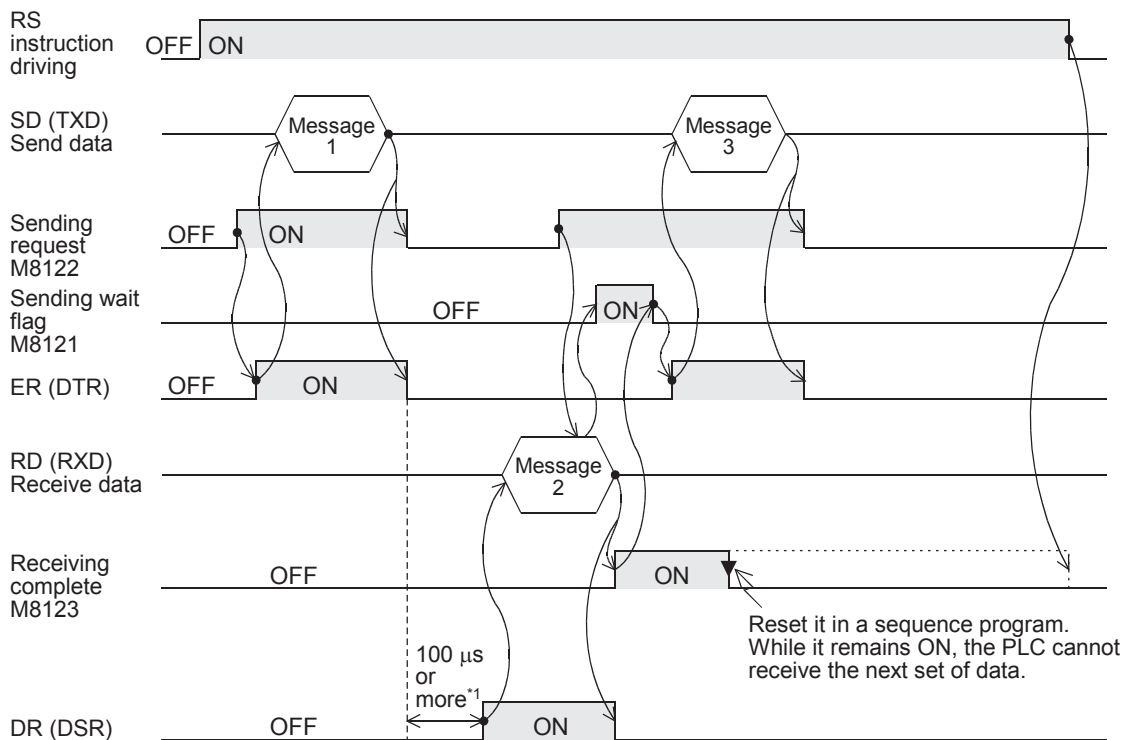 RS
instruction
driving
OFF
ON
SD (TXD)
Send data
Message
1
Message
3
Sending
request
M8122
OFF
ON
Sending wait
flag
M8121
OFF
ON
ER (DTR)
OFF
ON
RD (RXD)
Receive data
Message
2
Receiving
complete
M8123
OFF
ON
Reset it in a sequence program.
While it remains ON, the PLC cannot
receive the next set of data.
100 μs
or
more*1
DR (DSR)
OFF
ON